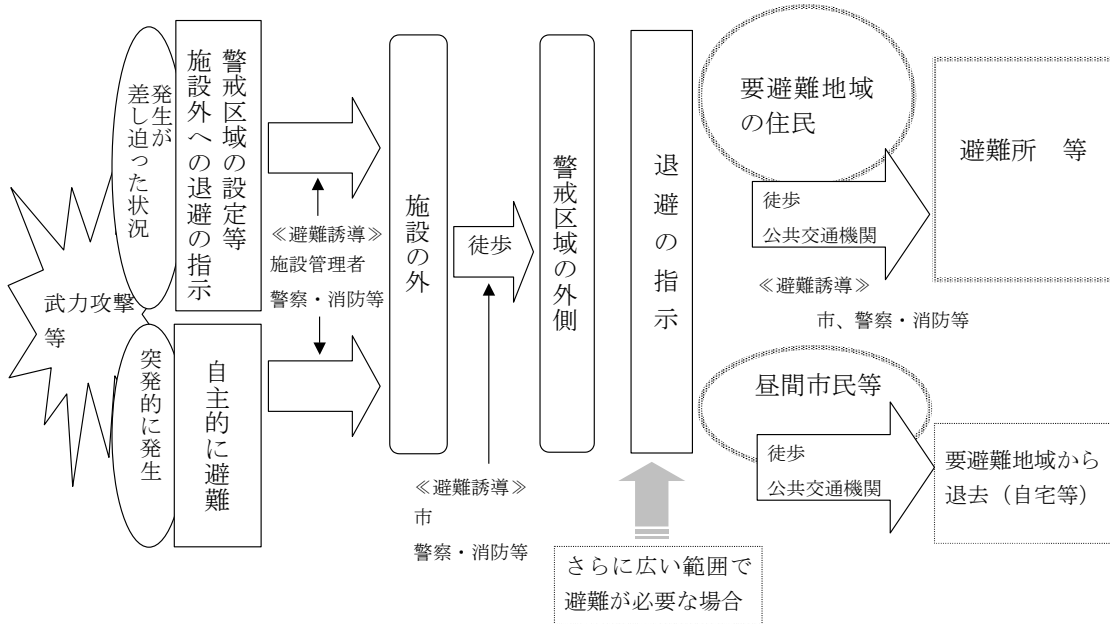 武力攻撃
等
発生が
差し迫った状況
突発的に発生
警戒区域の設定等
施設外への退避の指示
自主的に避難
≪避難誘導≫
施設管理者
警察・消防等
施設の外
徒歩
≪避難誘導≫
市
警察・消防等
警戒区域の外側
退避の指示
さらに広い範囲で
避難が必要な場合
要避難地域
の住民
徒歩
公共交通機関
≪避難誘導≫
市、警察・消防等
避難所　等
昼間市民等
徒歩
公共交通機関
要避難地域から
退去（自宅等）